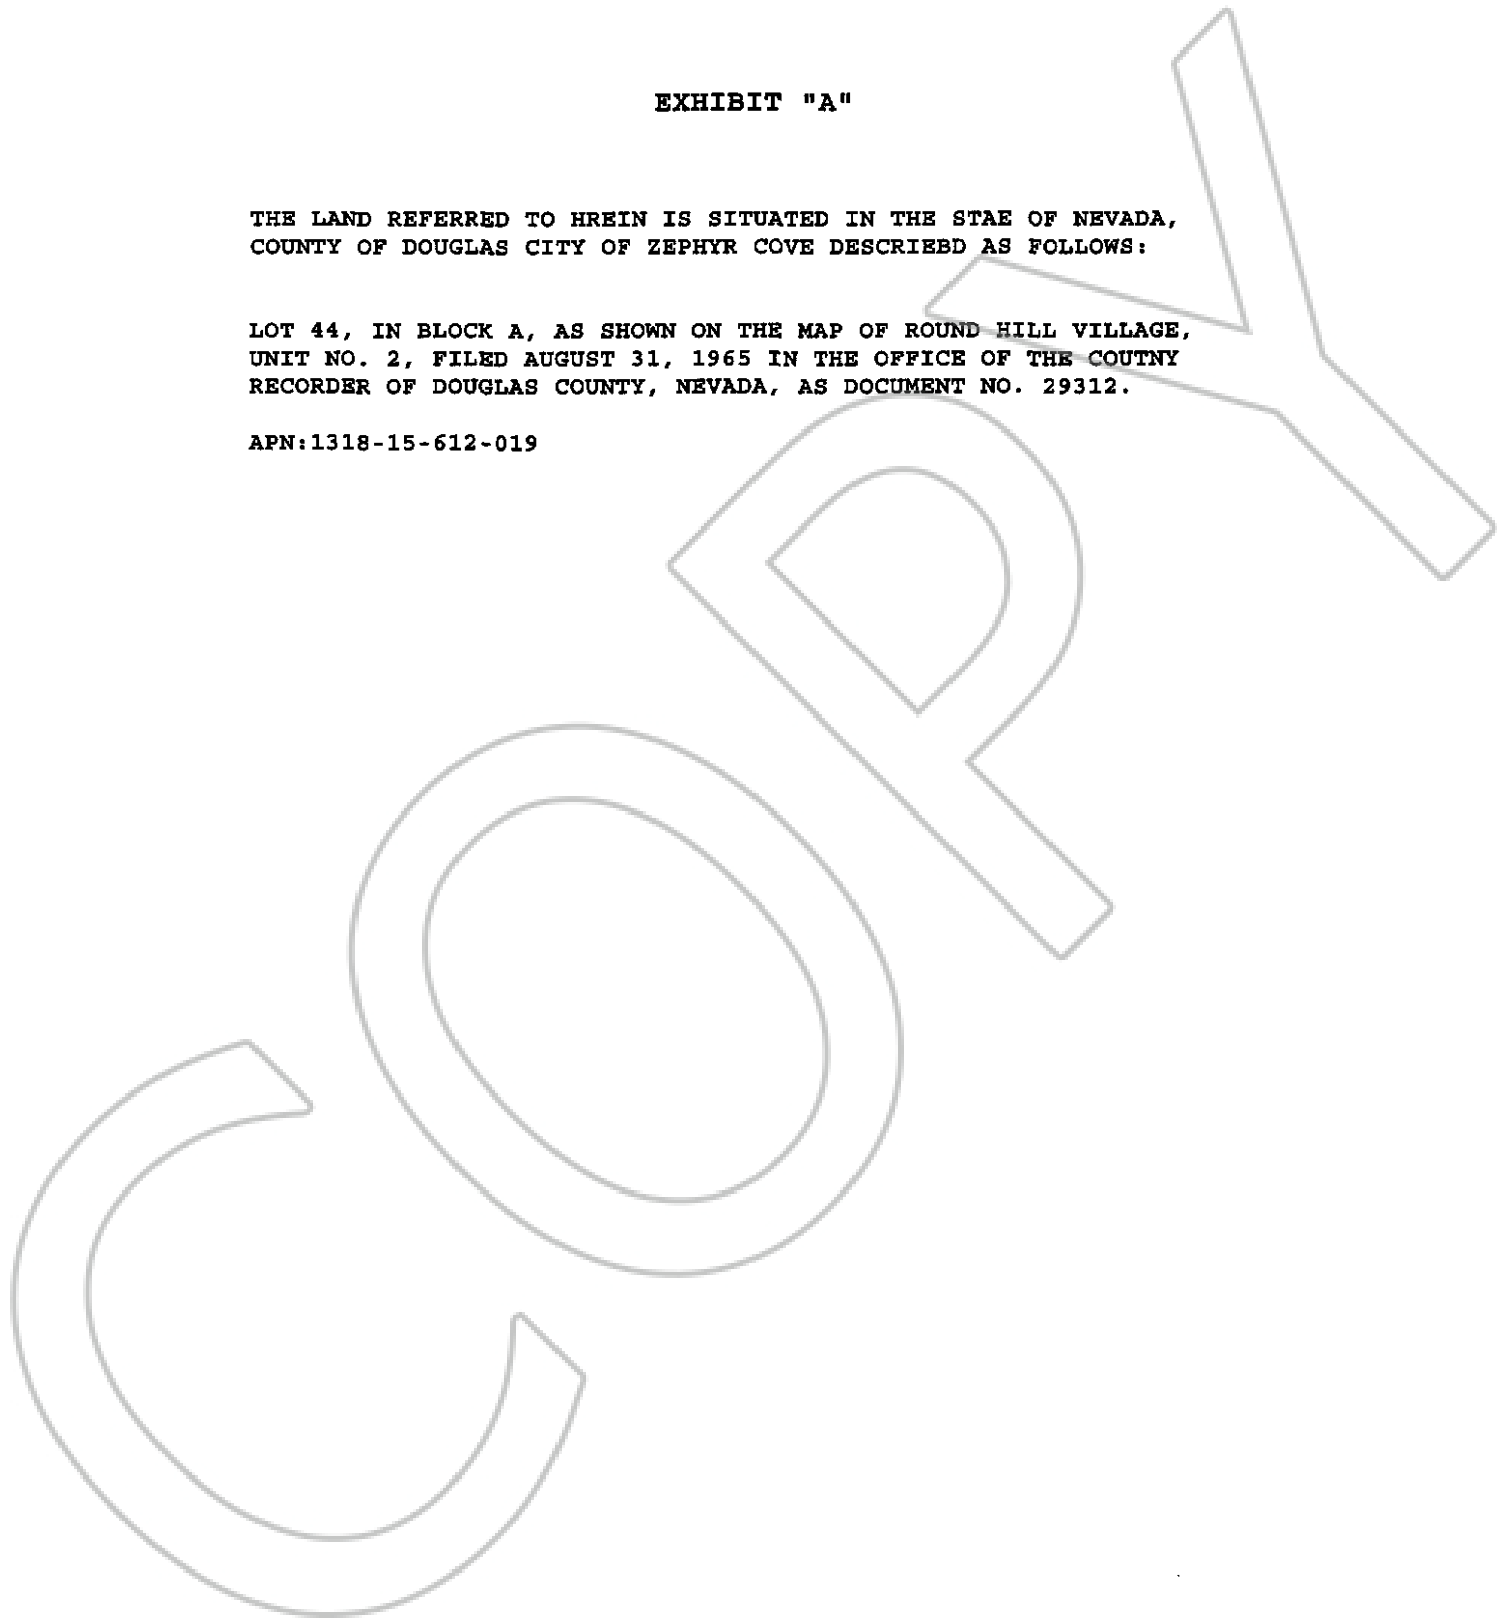 EXHIBIT "A"
THE LAND REFERRED TO HREIN IS SITUATED IN THE STAE OF NEVADA,
COUNTY OF DOUGLAS CITY OF ZEPHYR COVE DESCRIEBD AS FOLLOWS:
LOT 44, IN BLOCK A, AS SHOWN ON THE MAP OF ROUND HILL VILLAGE,
UNIT NO. 2, FILED AUGUST 31, 1965 IN THE OFFICE OF THE COUTNY
RECORDER OF DOUGLAS COUNTY, NEVADA, AS DOCUMENT NO. 29312.
APN:1318-15-612-019
COPY